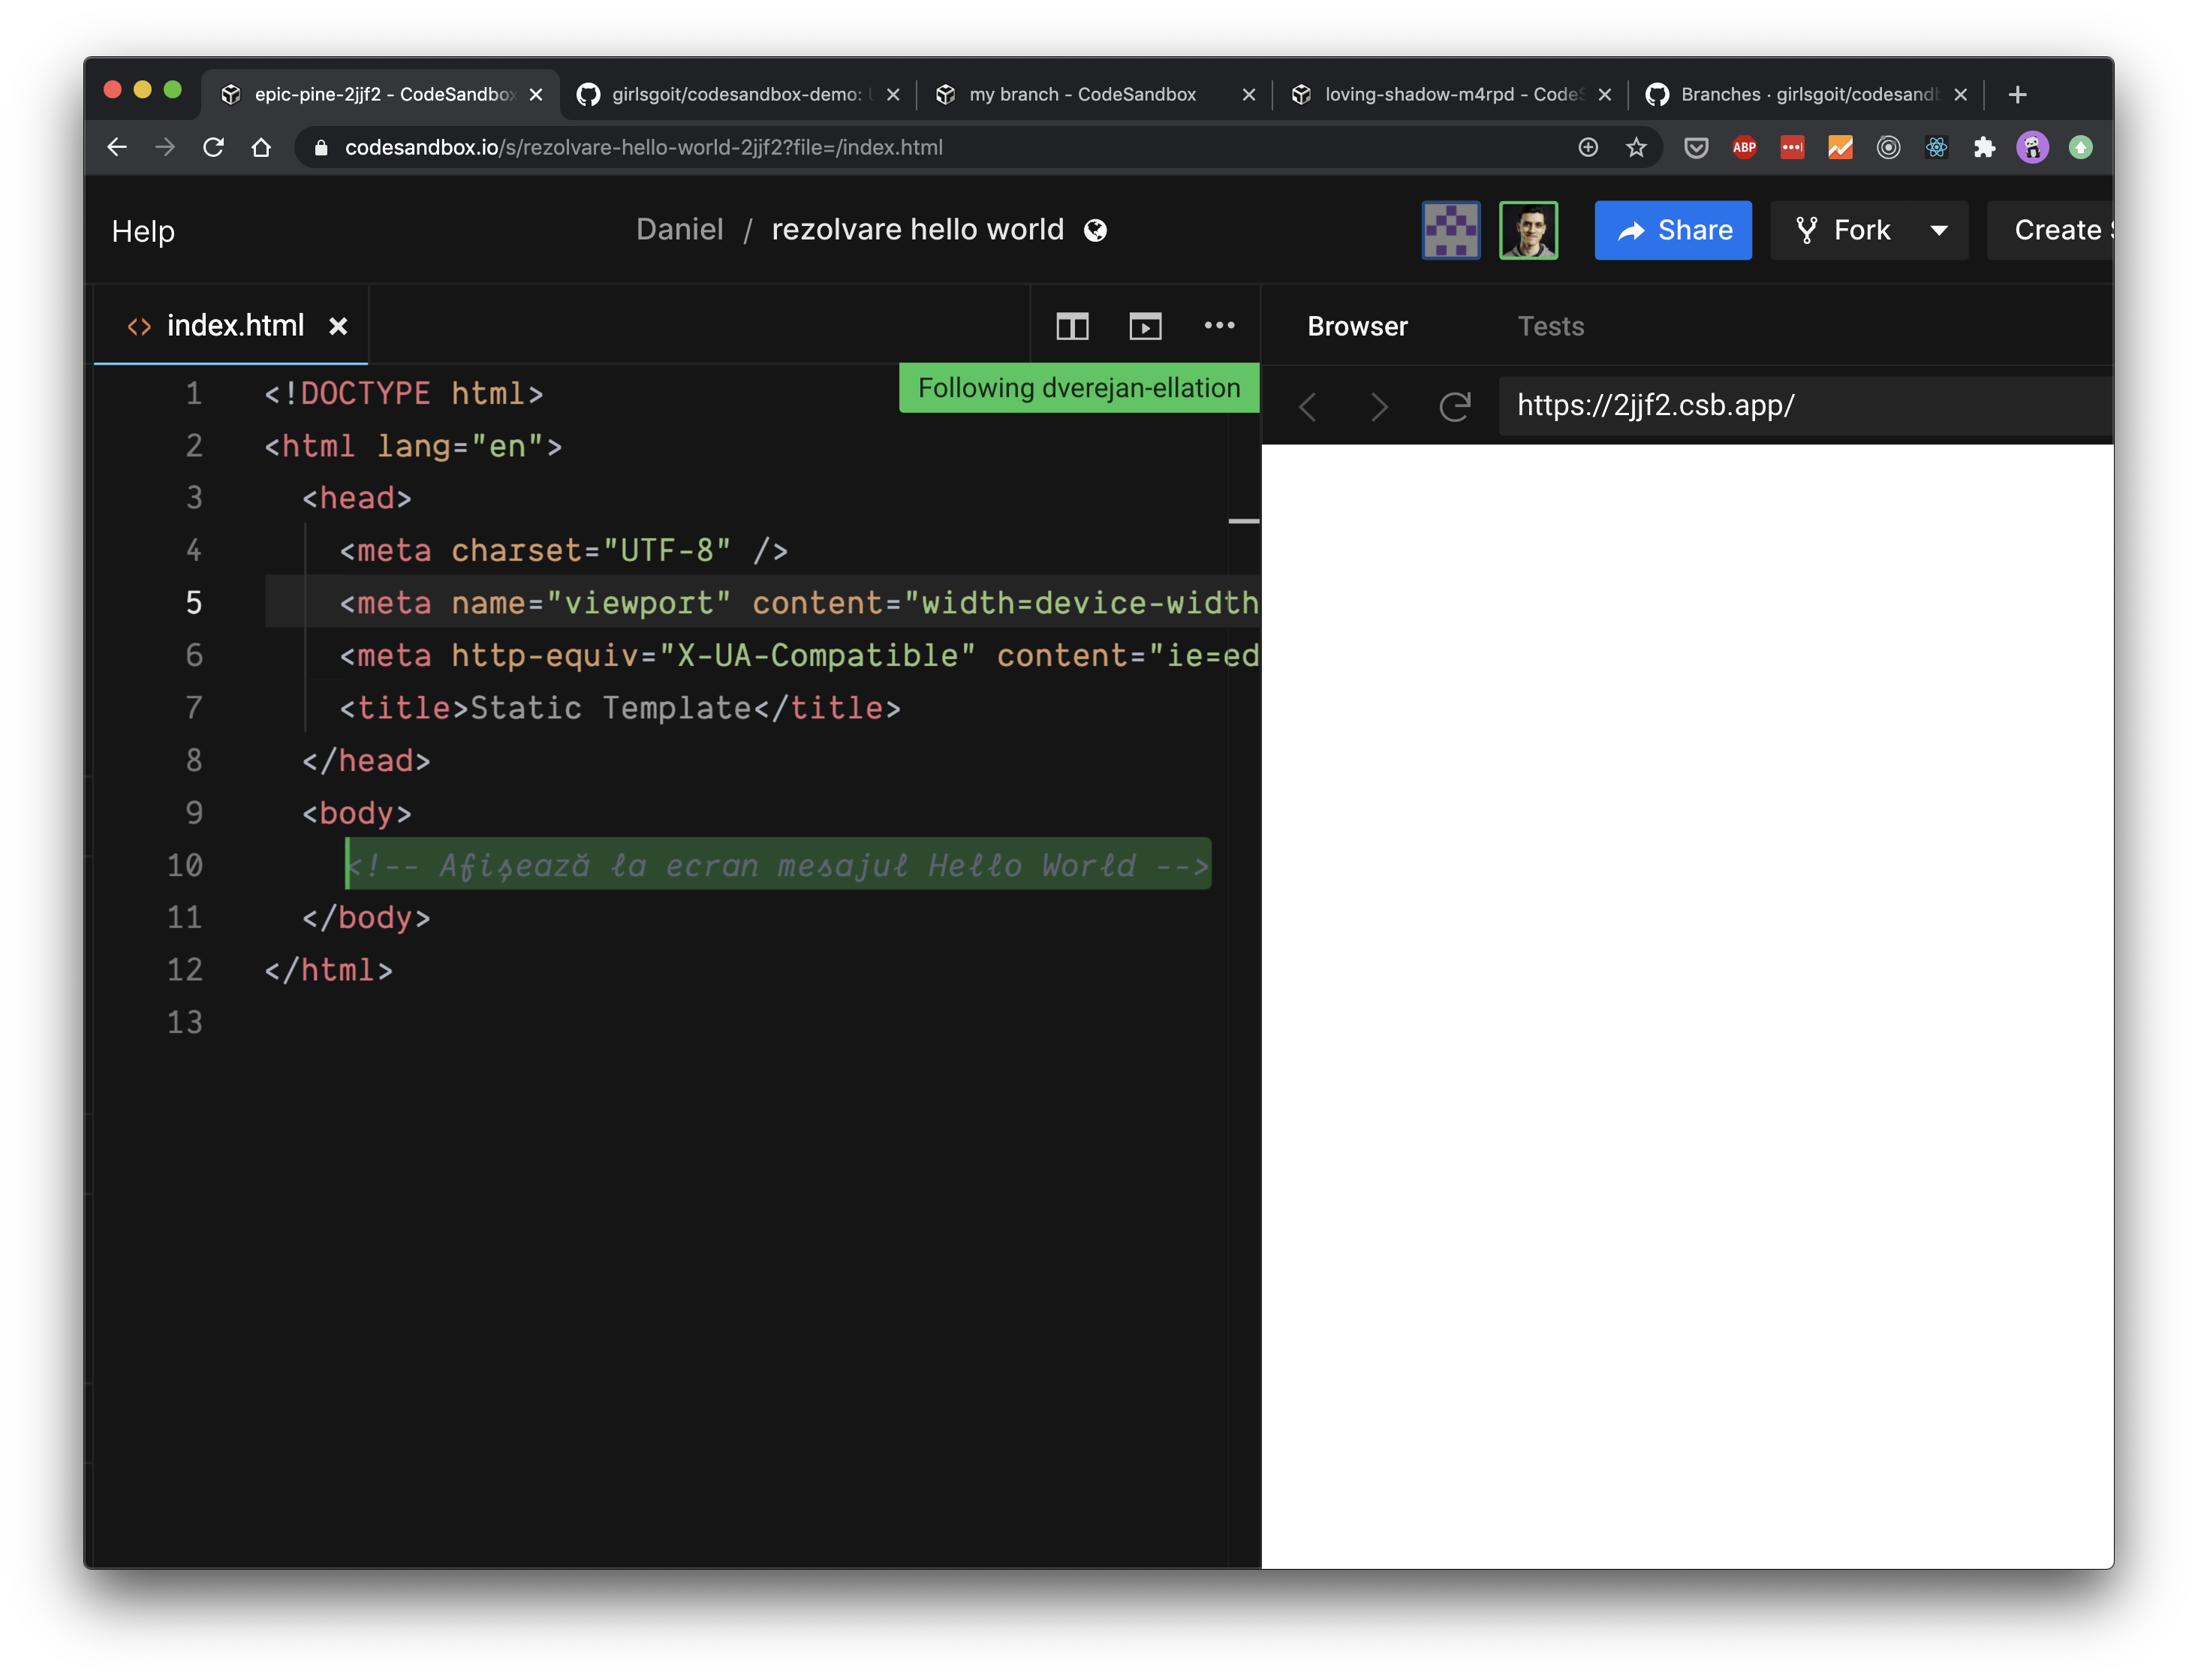 epic-pine-2jjf2 - CodeSandbox
girlsgoit/codesandbox-demo:
my branch - CodeSandbox
loving-shadow-m4rpd - CodeS
Branches · girlsgoit/codesand
codesandbox.io/s/rezolvare-hello-world-2jjf2?file=/index.html
ABP
Help
Daniel / rezolvare hello world
Share
Fork
Create
index.html
Browser
Tests
Following dverejan-ellation
https://2jjf2.csb.app/
1 <!DOCTYPE html>
2 <html lang="en">
3 <head>
4 <meta charset="UTF-8" />
5 <meta name="viewport" content="width=device-width
6 <meta http-equiv="X-UA-Compatible" content="ie=ed
7 <title>Static Template</title>
8 </head>
9 <body>
10 <!-- Afișează la ecran mesajul Hello World -->
11 </body>
12 </html>
13